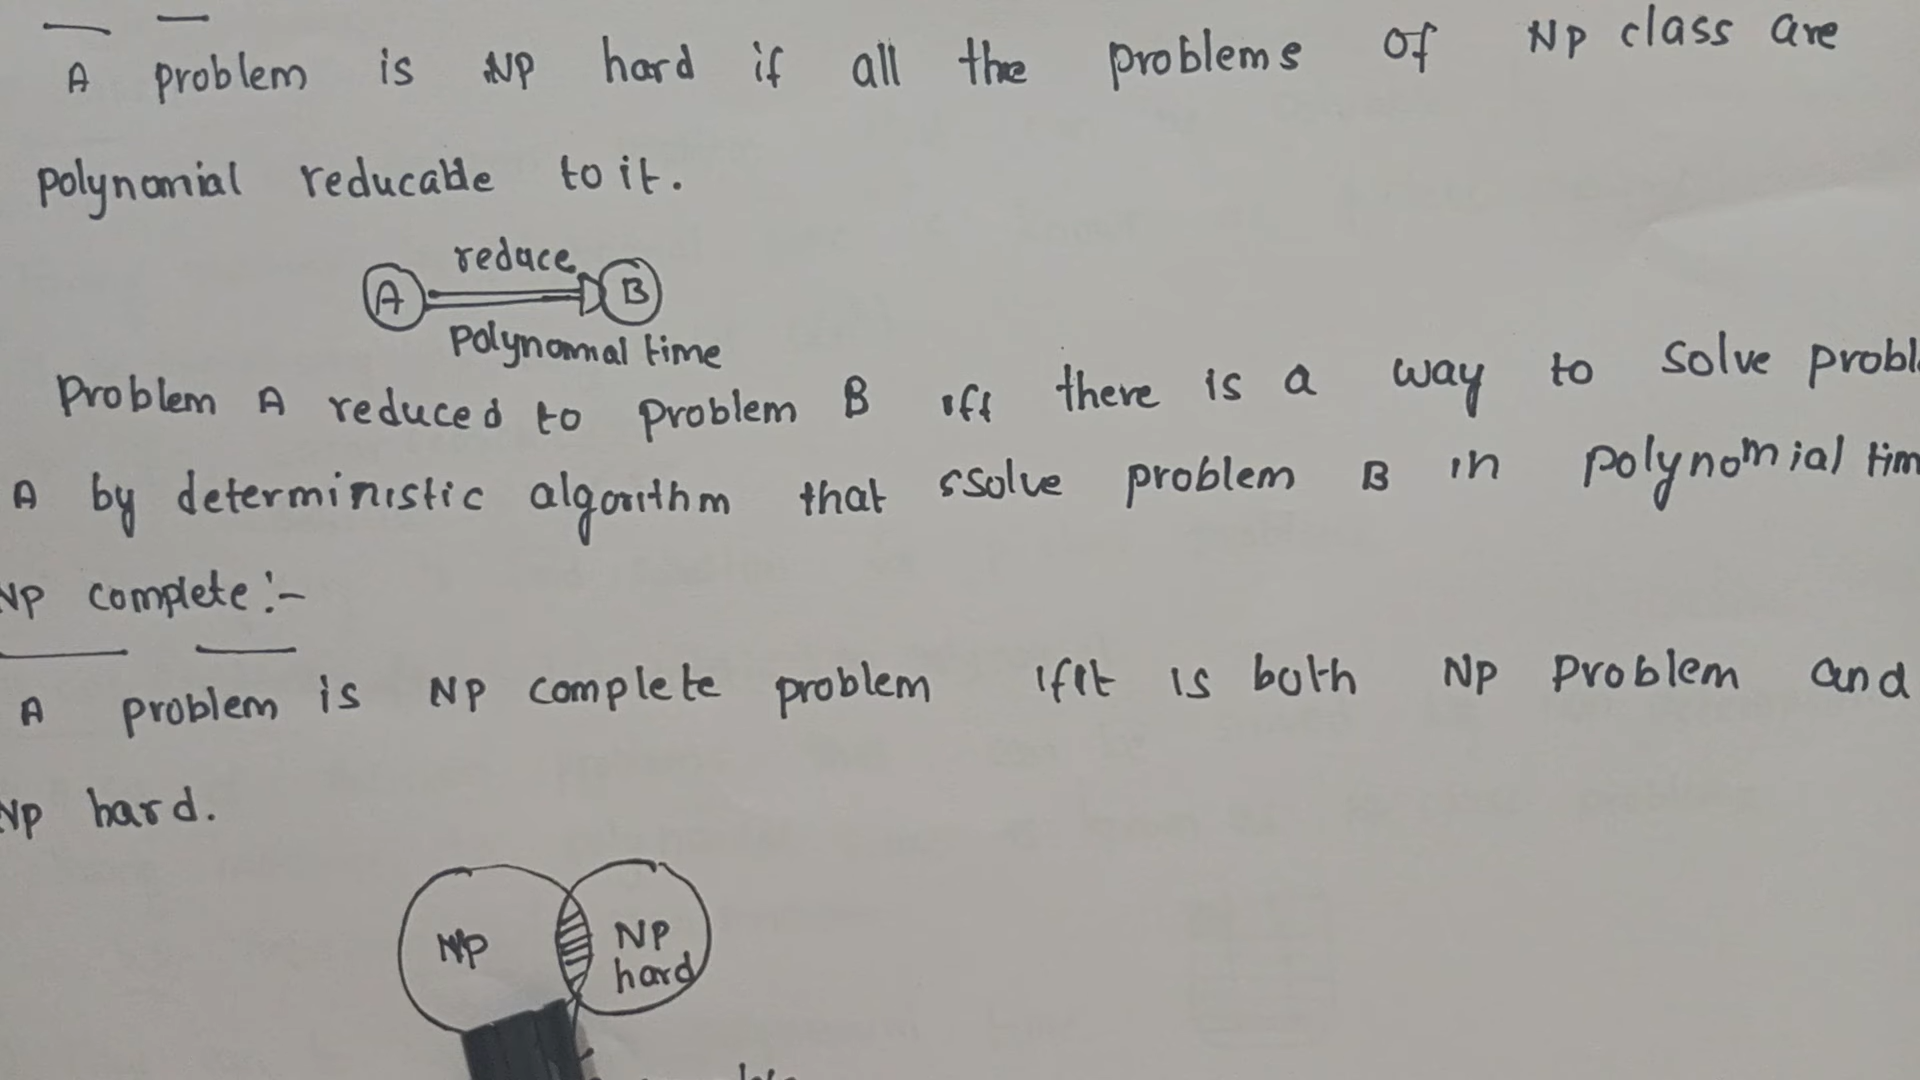 A problem is NP hard if all the problems of NP class are
polynomial reducable to it.
reduce
A B
polynomial time
Problem A reduced to problem B iff there is a way to solve probl
A by deterministic algorithm that ssolve problem B in polynomial tim
NP complete:-
A problem is NP complete problem ifit is both NP problem and
NP hard.
NP NP
hard